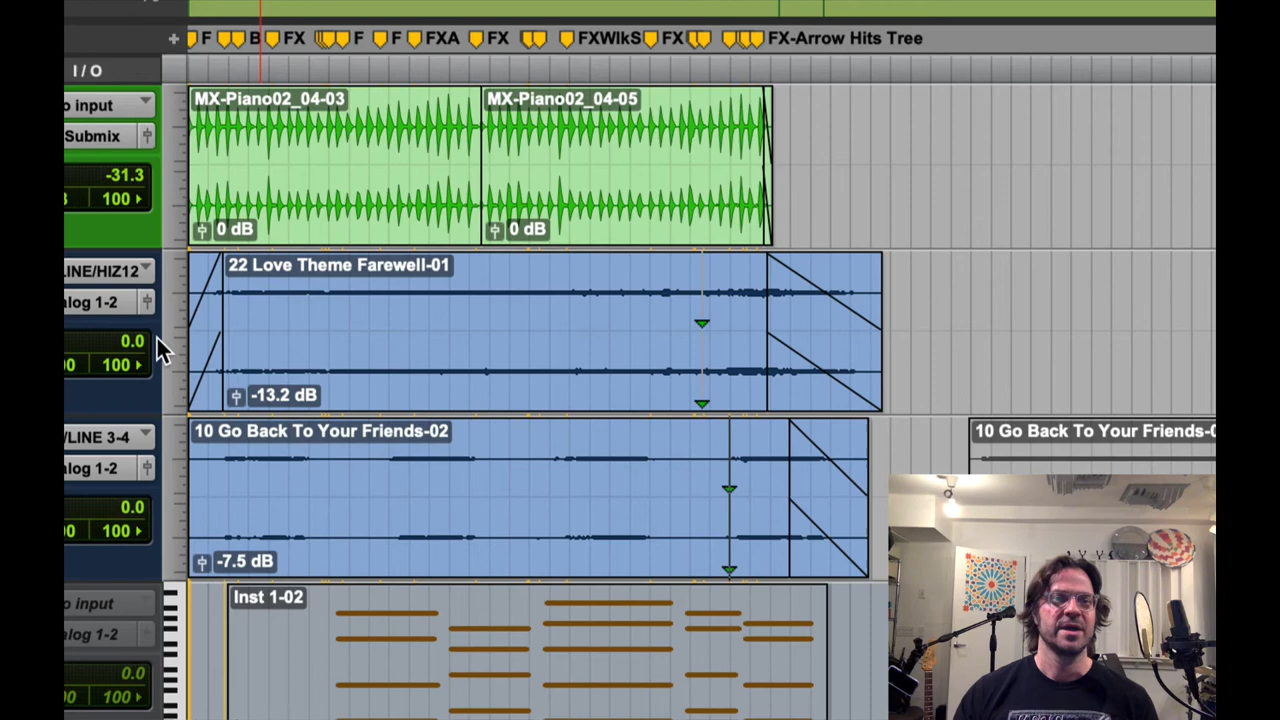 F B FX F F FXA FX FXWlkS FX FX-Arrow Hits Tree
I / O
MX-Piano02_04-03 MX-Piano02_04-05
o input
Submix
-31.3
100
0 dB 0 dB
LINE/HIZ12 22 Love Theme Farewell-01
alog 1-2
0.0
00 100
-13.2 dB
/LINE 3-4 10 Go Back To Your Friends-02 10 Go Back To Your Friends-0
alog 1-2
0.0
00 100
-7.5 dB
o input Inst 1-02
alog 1-2
0.0
00 100